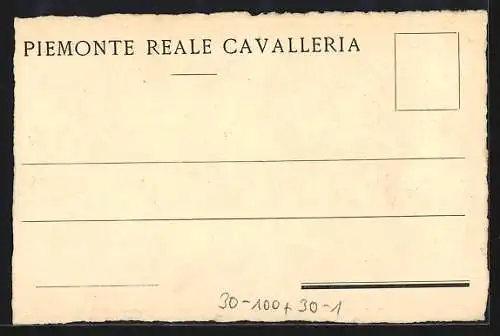 PIEMONTE REALE CAVALLERIA
30-100+30-1